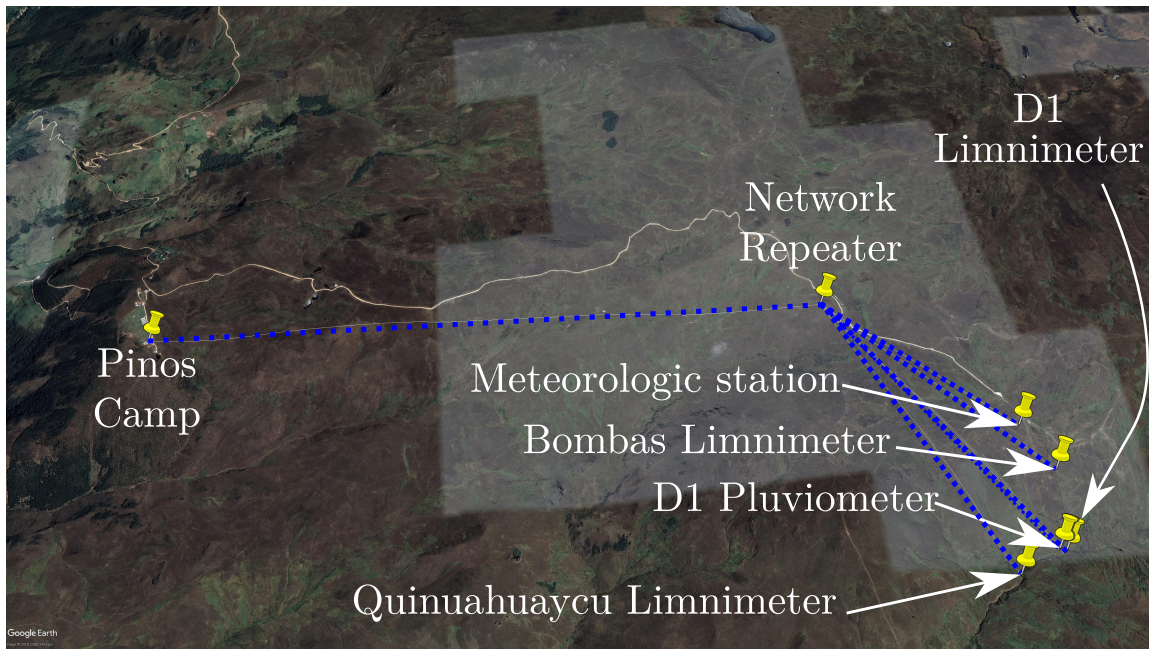 D1
Limnimeter
Network
Repeater
Pinos
Camp
Meteorologic station
Bombas Limnimeter
D1 Pluviometer
Quinuahuaycu Limnimeter
Google Earth